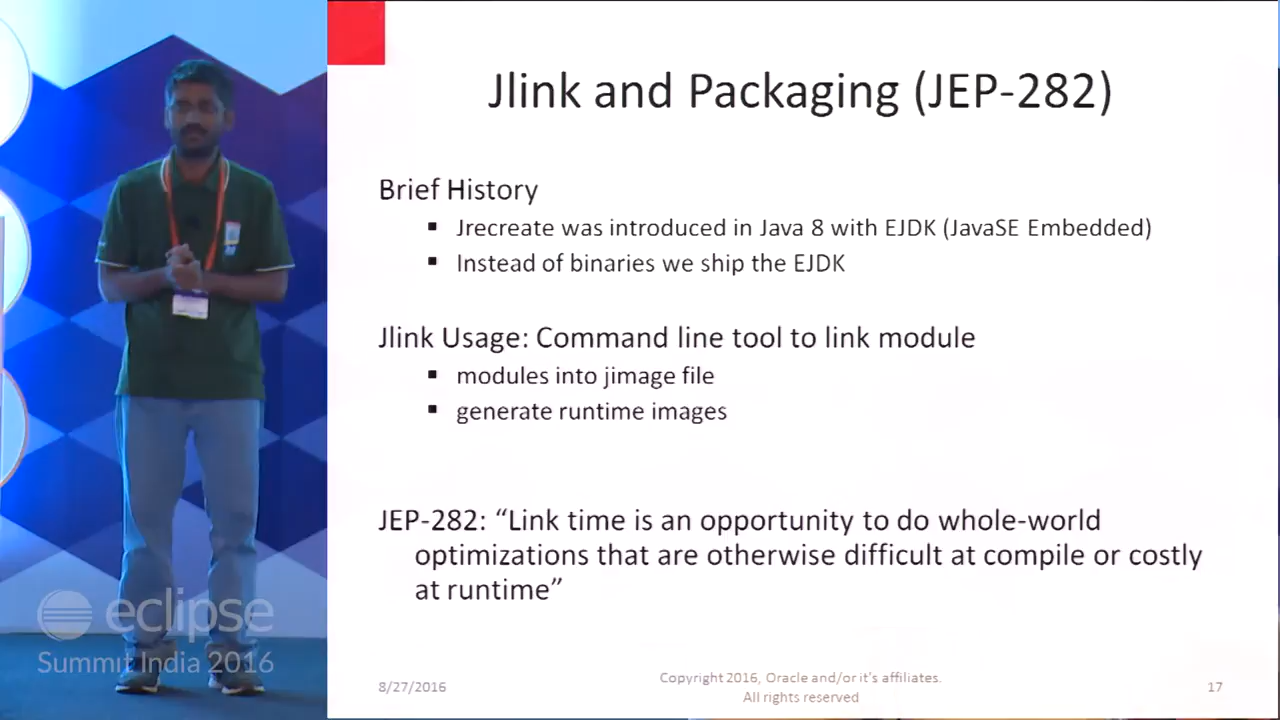 Jlink and Packaging (JEP-282)
Brief History
▪ Jrecreate was introduced in Java 8 with EJDK (JavaSE Embedded)
▪ Instead of binaries we ship the EJDK
Jlink Usage: Command line tool to link module
▪ modules into jimage file
▪ generate runtime images
JEP-282: “Link time is an opportunity to do whole-world
optimizations that are otherwise difficult at compile or costly
at runtime”
eclipse
Summit India 2016
8/27/2016
Copyright 2016, Oracle and/or it's affiliates.
All rights reserved
17